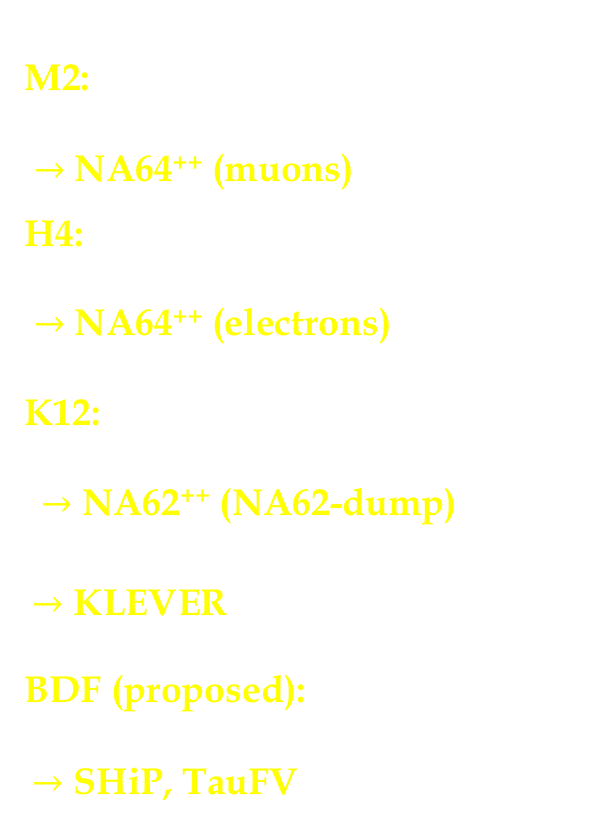 M2:
→ NA64⁺⁺ (muons)
H4:
→ NA64⁺⁺ (electrons)
K12:
→ NA62⁺⁺ (NA62-dump)
→ KLEVER
BDF (proposed):
→ SHiP, TauFV